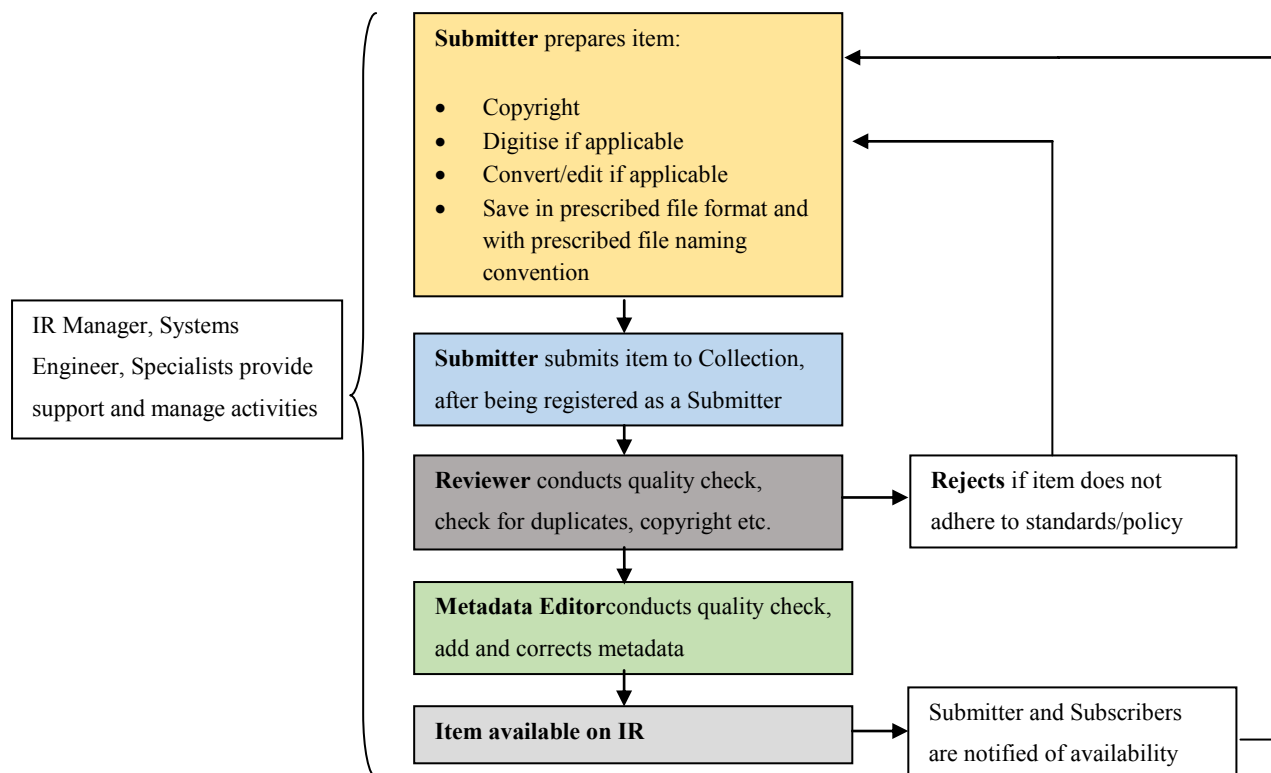 Submitter prepares item:
• Copyright
• Digitise if applicable
• Convert/edit if applicable
• Save in prescribed file format and
with prescribed file naming
convention
IR Manager, Systems
Engineer, Specialists provide
support and manage activities
Submitter submits item to Collection,
after being registered as a Submitter
Reviewer conducts quality check,
check for duplicates, copyright etc.
Rejects if item does not
adhere to standards/policy
Metadata Editorconducts quality check,
add and corrects metadata
Item available on IR
Submitter and Subscribers
are notified of availability